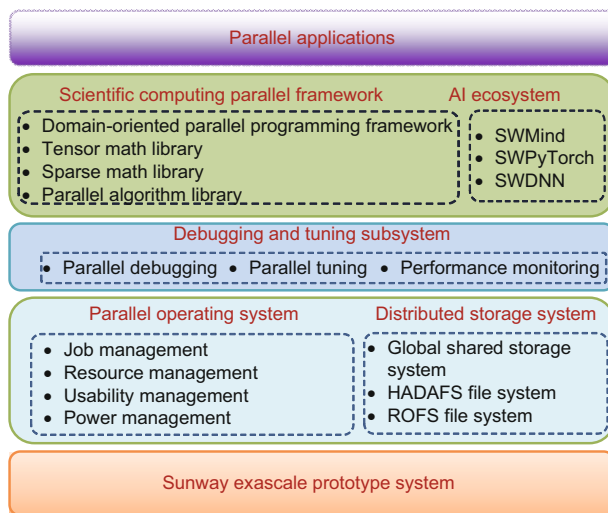 Parallel applications
Scientific computing parallel framework
• Domain-oriented parallel programming framework
• Tensor math library
• Sparse math library
• Parallel algorithm library
AI ecosystem
• SWMind
• SWPyTorch
• SWDNN
Debugging and tuning subsystem
• Parallel debugging • Parallel tuning • Performance monitoring
Parallel operating system
• Job management
• Resource management
• Usability management
• Power management
Distributed storage system
• Global shared storage
system
• HADAFS file system
• ROFS file system
Sunway exascale prototype system